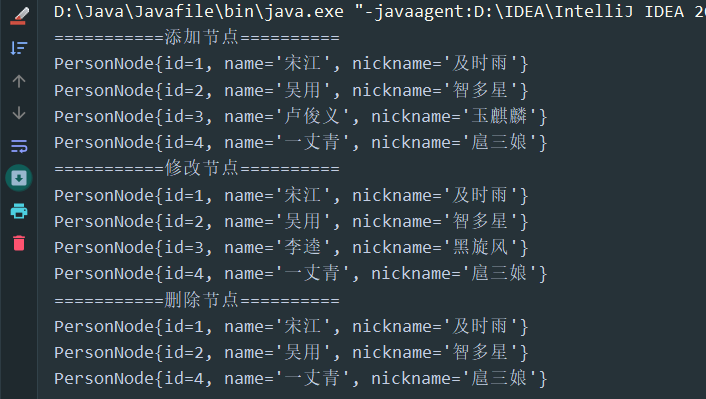 D:\Java\Javafile\bin\java.exe "-javaagent:D:\IDEA\IntelliJ IDEA 20
===========添加节点==========
PersonNode{id=1, name='宋江', nickname='及时雨'}
PersonNode{id=2, name='吴用', nickname='智多星'}
PersonNode{id=3, name='卢俊义', nickname='玉麒麟'}
PersonNode{id=4, name='一丈青', nickname='扈三娘'}
===========修改节点==========
PersonNode{id=1, name='宋江', nickname='及时雨'}
PersonNode{id=2, name='吴用', nickname='智多星'}
PersonNode{id=3, name='李逵', nickname='黑旋风'}
PersonNode{id=4, name='一丈青', nickname='扈三娘'}
===========删除节点==========
PersonNode{id=1, name='宋江', nickname='及时雨'}
PersonNode{id=2, name='吴用', nickname='智多星'}
PersonNode{id=4, name='一丈青', nickname='扈三娘'}